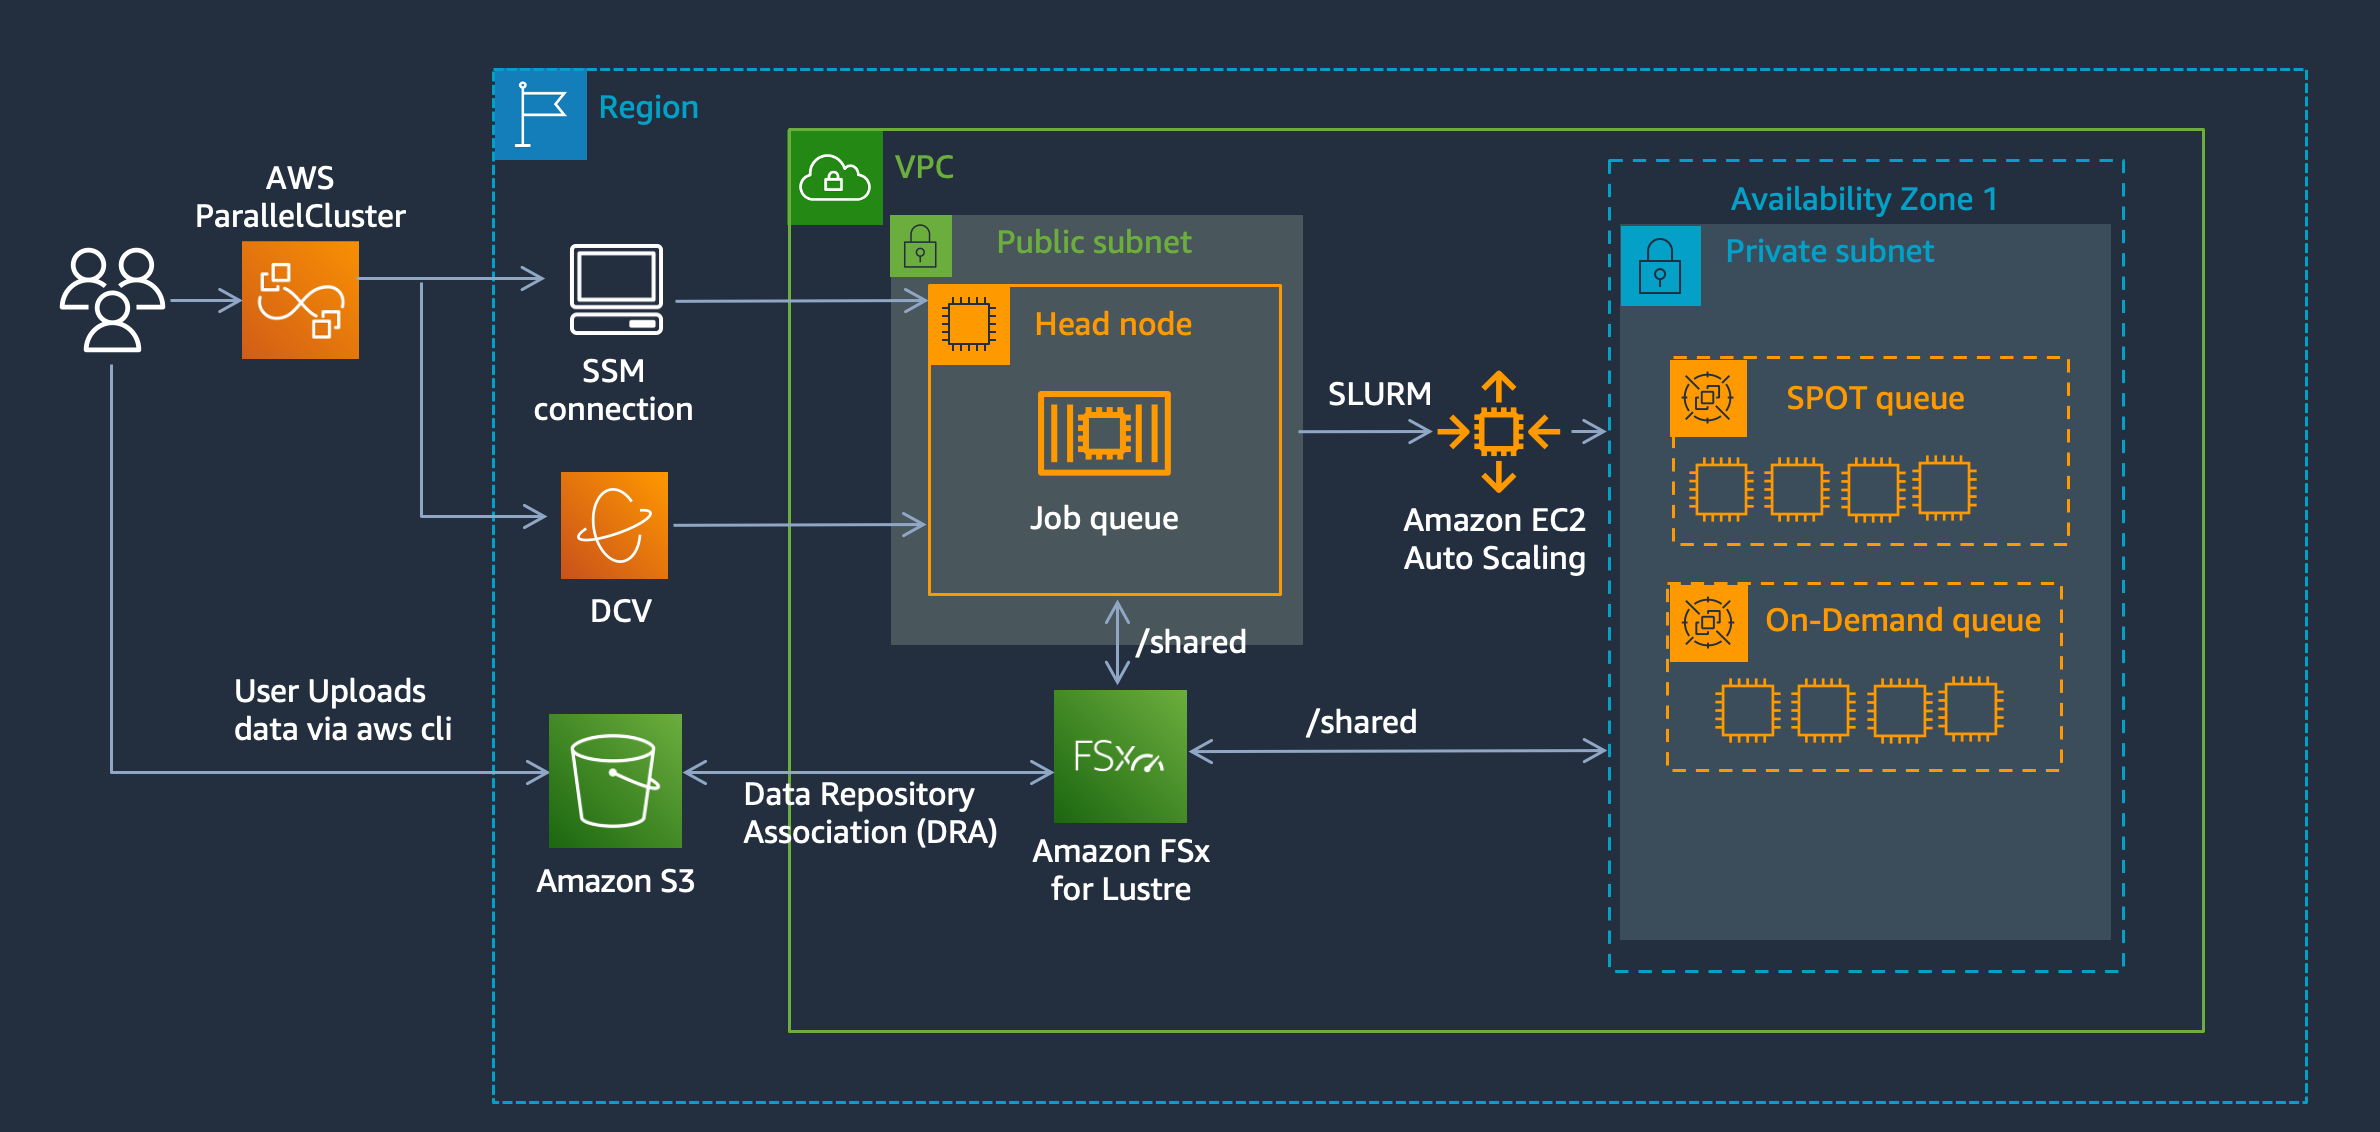 Region
VPC
AWS
ParallelCluster
Availability Zone 1
Public subnet
Private subnet
Head node
SSM
connection
SLURM
SPOT queue
Job queue
Amazon EC2
Auto Scaling
DCV
On-Demand queue
/shared
User Uploads
data via aws cli
/shared
FSx
Data Repository
Association (DRA)
Amazon S3
Amazon FSx
for Lustre